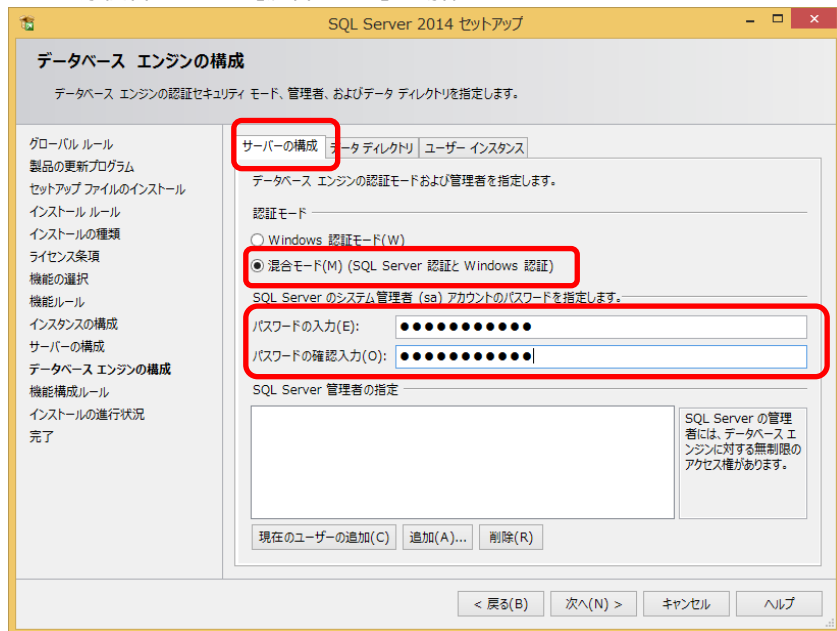 SQL Server 2014 セットアップ
データベース エンジンの構成
データベース エンジンの認証セキュリティ モード、管理者、およびデータ ディレクトリを指定します。
グローバル ルール
製品の更新プログラム
セットアップ ファイルのインストール
インストール ルール
インストールの種類
ライセンス条項
機能の選択
機能ルール
インスタンスの構成
サーバーの構成
データベース エンジンの構成
機能構成ルール
インストールの進行状況
完了
サーバーの構成 データ ディレクトリ ユーザー インスタンス
データベース エンジンの認証モードおよび管理者を指定します。
認証モード
Windows 認証モード(W)
混合モード(M) (SQL Server 認証と Windows 認証)
SQL Server のシステム管理者 (sa) アカウントのパスワードを指定します。
パスワードの入力(E): ●●●●●●●●●●●
パスワードの確認入力(O): ●●●●●●●●●●●
SQL Server 管理者の指定
SQL Server の管理
者には、データベース エ
ンジンに対する無制限の
アクセス権があります。
現在のユーザーの追加(C) 追加(A)... 削除(R)
< 戻る(B) 次へ(N) > キャンセル ヘルプ